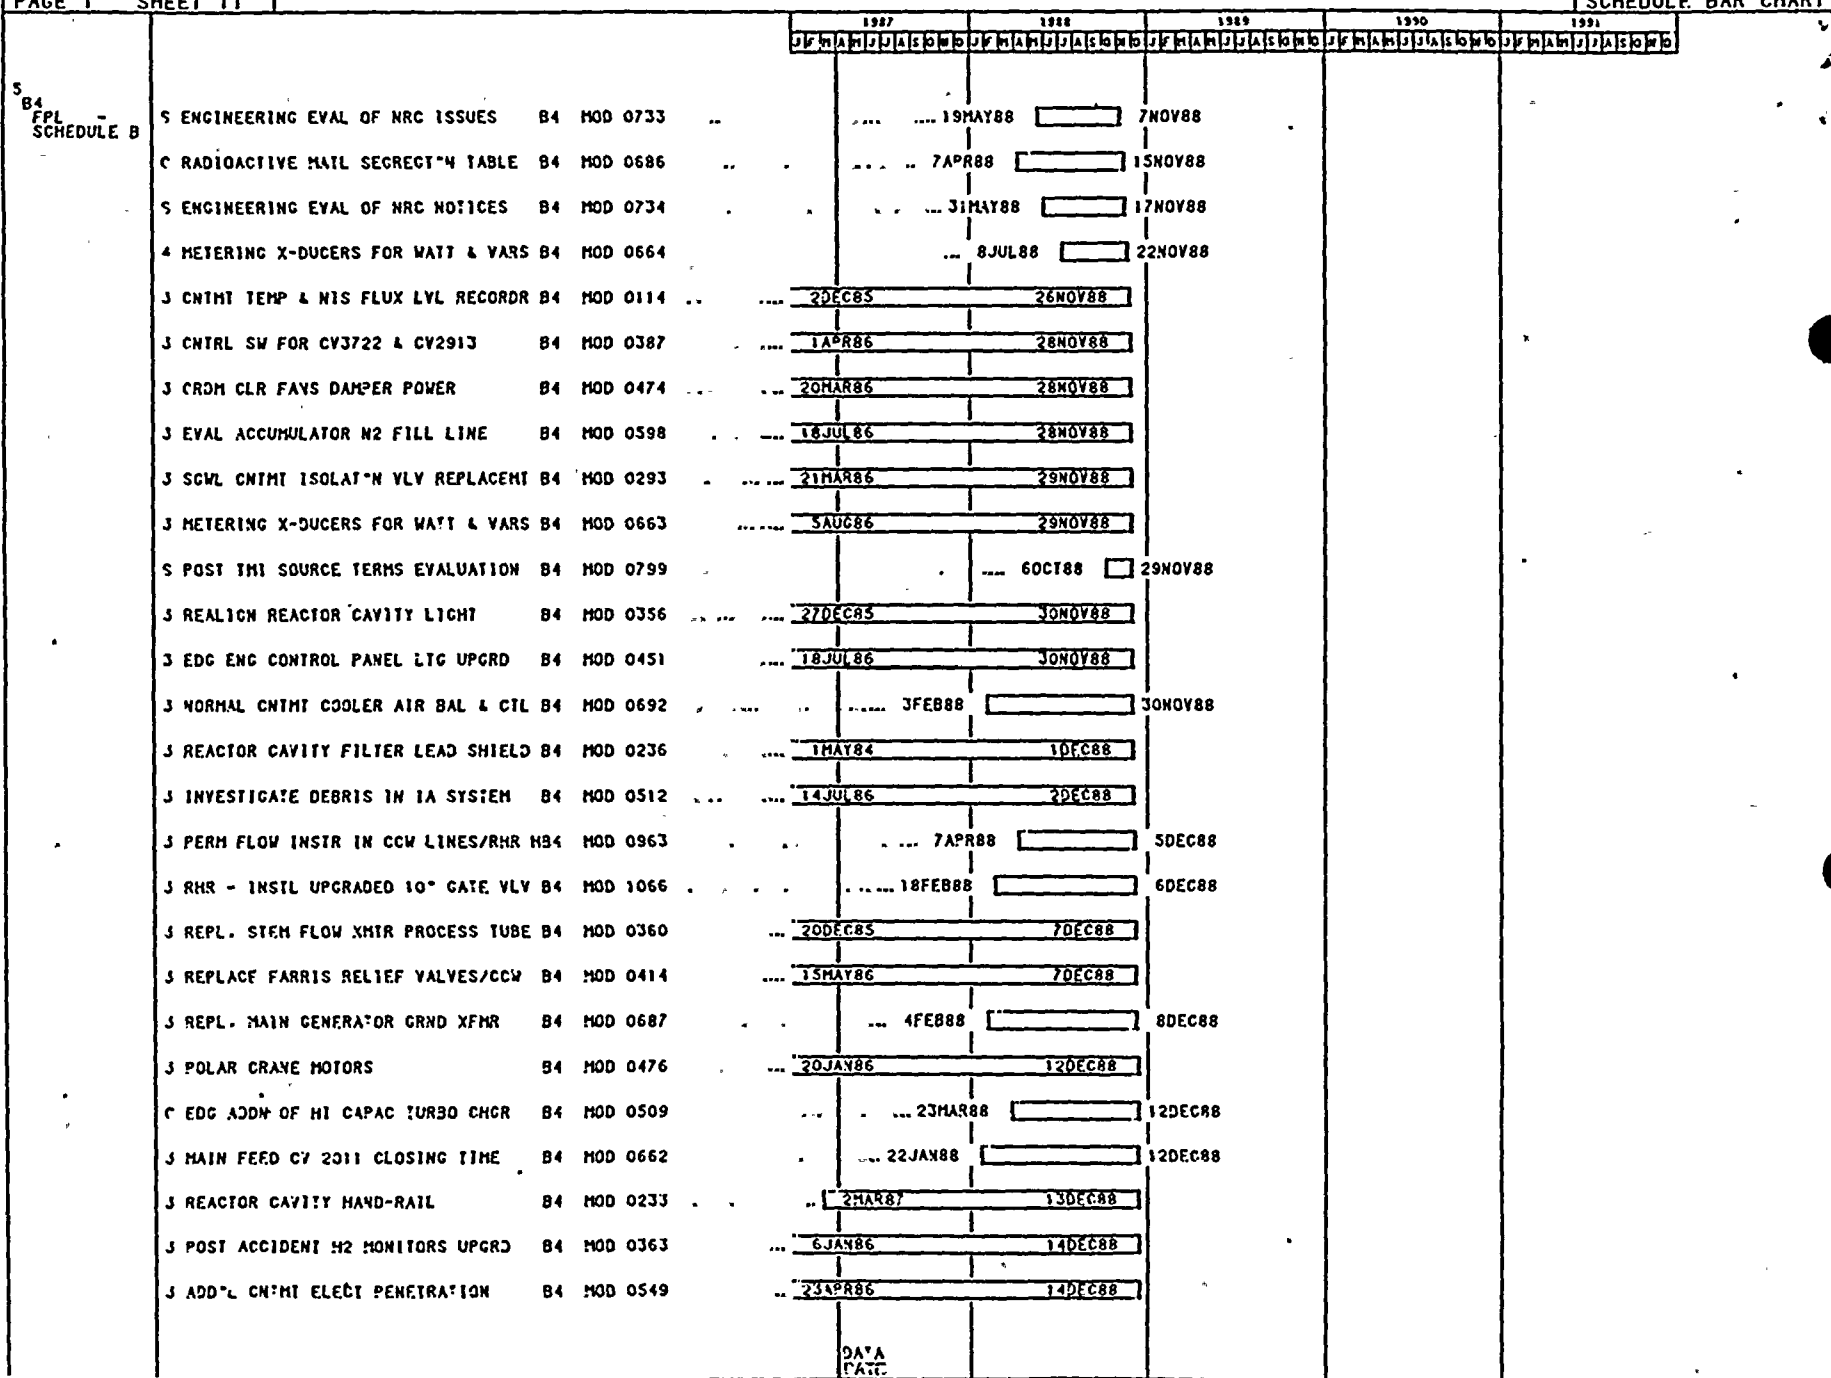 PAGE 1 SHEET 11 SCHEDULE BAR CHART
1987 1988 1989 1990 1991
J F M A M J J A S O N D J F M A M J J A S O N D J F M A M J J A S O N D J F M A M J J A S O N D J F M A M J J A S O N D
5
B4
FPL -
SCHEDULE B
S ENGINEERING EVAL OF NRC ISSUES B4 MOD 0733 19MAY88 7NOV88
C RADIOACTIVE MATL SEGREGT'N TABLE B4 MOD 0686 7APR88 15NOV88
S ENGINEERING EVAL OF NRC NOTICES B4 MOD 0734 31MAY88 17NOV88
4 METERING X-DUCERS FOR WATT & VARS B4 MOD 0664 8JUL88 22NOV88
3 CNTMT TEMP & NIS FLUX LVL RECORDR B4 MOD 0114 2DEC85 26NOV88
3 CNTRL SW FOR CV3722 & CV2913 B4 MOD 0387 1APR86 28NOV88
3 CRDM CLR FANS DAMPER POWER B4 MOD 0474 20MAR86 28NOV88
3 EVAL ACCUMULATOR N2 FILL LINE B4 MOD 0598 18JUL86 28NOV88
3 SGWL CNTMT ISOLAT'N VLV REPLACEMT B4 MOD 0293 21MAR86 29NOV88
3 METERING X-DUCERS FOR WATT & VARS B4 MOD 0663 5AUG86 29NOV88
S POST TMI SOURCE TERMS EVALUATION B4 MOD 0799 6OCT88 29NOV88
3 REALIGN REACTOR CAVITY LIGHT B4 MOD 0356 27DEC85 30NOV88
3 EDG ENG CONTROL PANEL LTG UPGRD B4 MOD 0451 18JUL86 30NOV88
3 NORMAL CNTMT COOLER AIR BAL & CTL B4 MOD 0692 3FEB88 30NOV88
3 REACTOR CAVITY FILTER LEAD SHIELD B4 MOD 0236 1MAY84 1DEC88
3 INVESTIGATE DEBRIS IN IA SYSTEM B4 MOD 0512 14JUL86 2DEC88
3 PERM FLOW INSTR IN CCW LINES/RHR HB4 MOD 0963 7APR88 5DEC88
3 RHR - INSTL UPGRADED 10" GATE VLV B4 MOD 1066 18FEB88 6DEC88
3 REPL. STEM FLOW XMTR PROCESS TUBE B4 MOD 0360 20DEC85 7DEC88
3 REPLACE FARRIS RELIEF VALVES/CCW B4 MOD 0414 15MAY86 7DEC88
3 REPL. MAIN GENERATOR GRND XFMR B4 MOD 0687 4FEB88 8DEC88
3 POLAR CRANE MOTORS B4 MOD 0476 20JAN86 12DEC88
C EDG ADDN OF HI CAPAC TURBO CHGR B4 MOD 0509 23MAR88 12DEC88
3 MAIN FEED CV 2011 CLOSING TIME B4 MOD 0662 22JAN88 12DEC88
3 REACTOR CAVITY HAND-RAIL B4 MOD 0233 2MAR87 13DEC88
3 POST ACCIDENT H2 MONITORS UPGRD B4 MOD 0363 6JAN86 14DEC88
3 ADD'L CNTMT ELECT PENETRATION B4 MOD 0549 23APR86 14DEC88
DATA
DATE